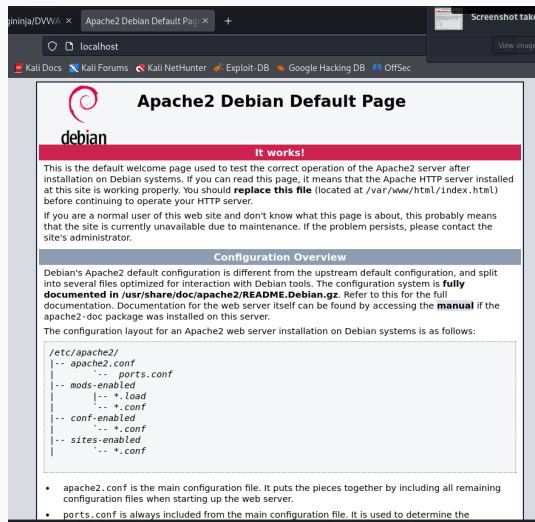 gininja/DVWA: × Apache2 Debian Default Page × +
Screenshot take
localhost
View image
Kali Docs Kali Forums Kali NetHunter Exploit-DB Google Hacking DB OffSec
debian
Apache2 Debian Default Page
It works!
This is the default welcome page used to test the correct operation of the Apache2 server after
installation on Debian systems. If you can read this page, it means that the Apache HTTP server installed
at this site is working properly. You should replace this file (located at /var/www/html/index.html)
before continuing to operate your HTTP server.
If you are a normal user of this web site and don't know what this page is about, this probably means
that the site is currently unavailable due to maintenance. If the problem persists, please contact the
site's administrator.
Configuration Overview
Debian's Apache2 default configuration is different from the upstream default configuration, and split
into several files optimized for interaction with Debian tools. The configuration system is fully
documented in /usr/share/doc/apache2/README.Debian.gz. Refer to this for the full
documentation. Documentation for the web server itself can be found by accessing the manual if the
apache2-doc package was installed on this server.
The configuration layout for an Apache2 web server installation on Debian systems is as follows:
/etc/apache2/
|-- apache2.conf
|       `--  ports.conf
|-- mods-enabled
|       |-- *.load
|       `-- *.conf
|-- conf-enabled
|       `-- *.conf
|-- sites-enabled
|       `-- *.conf
• apache2.conf is the main configuration file. It puts the pieces together by including all remaining
configuration files when starting up the web server.
• ports.conf is always included from the main configuration file. It is used to determine the